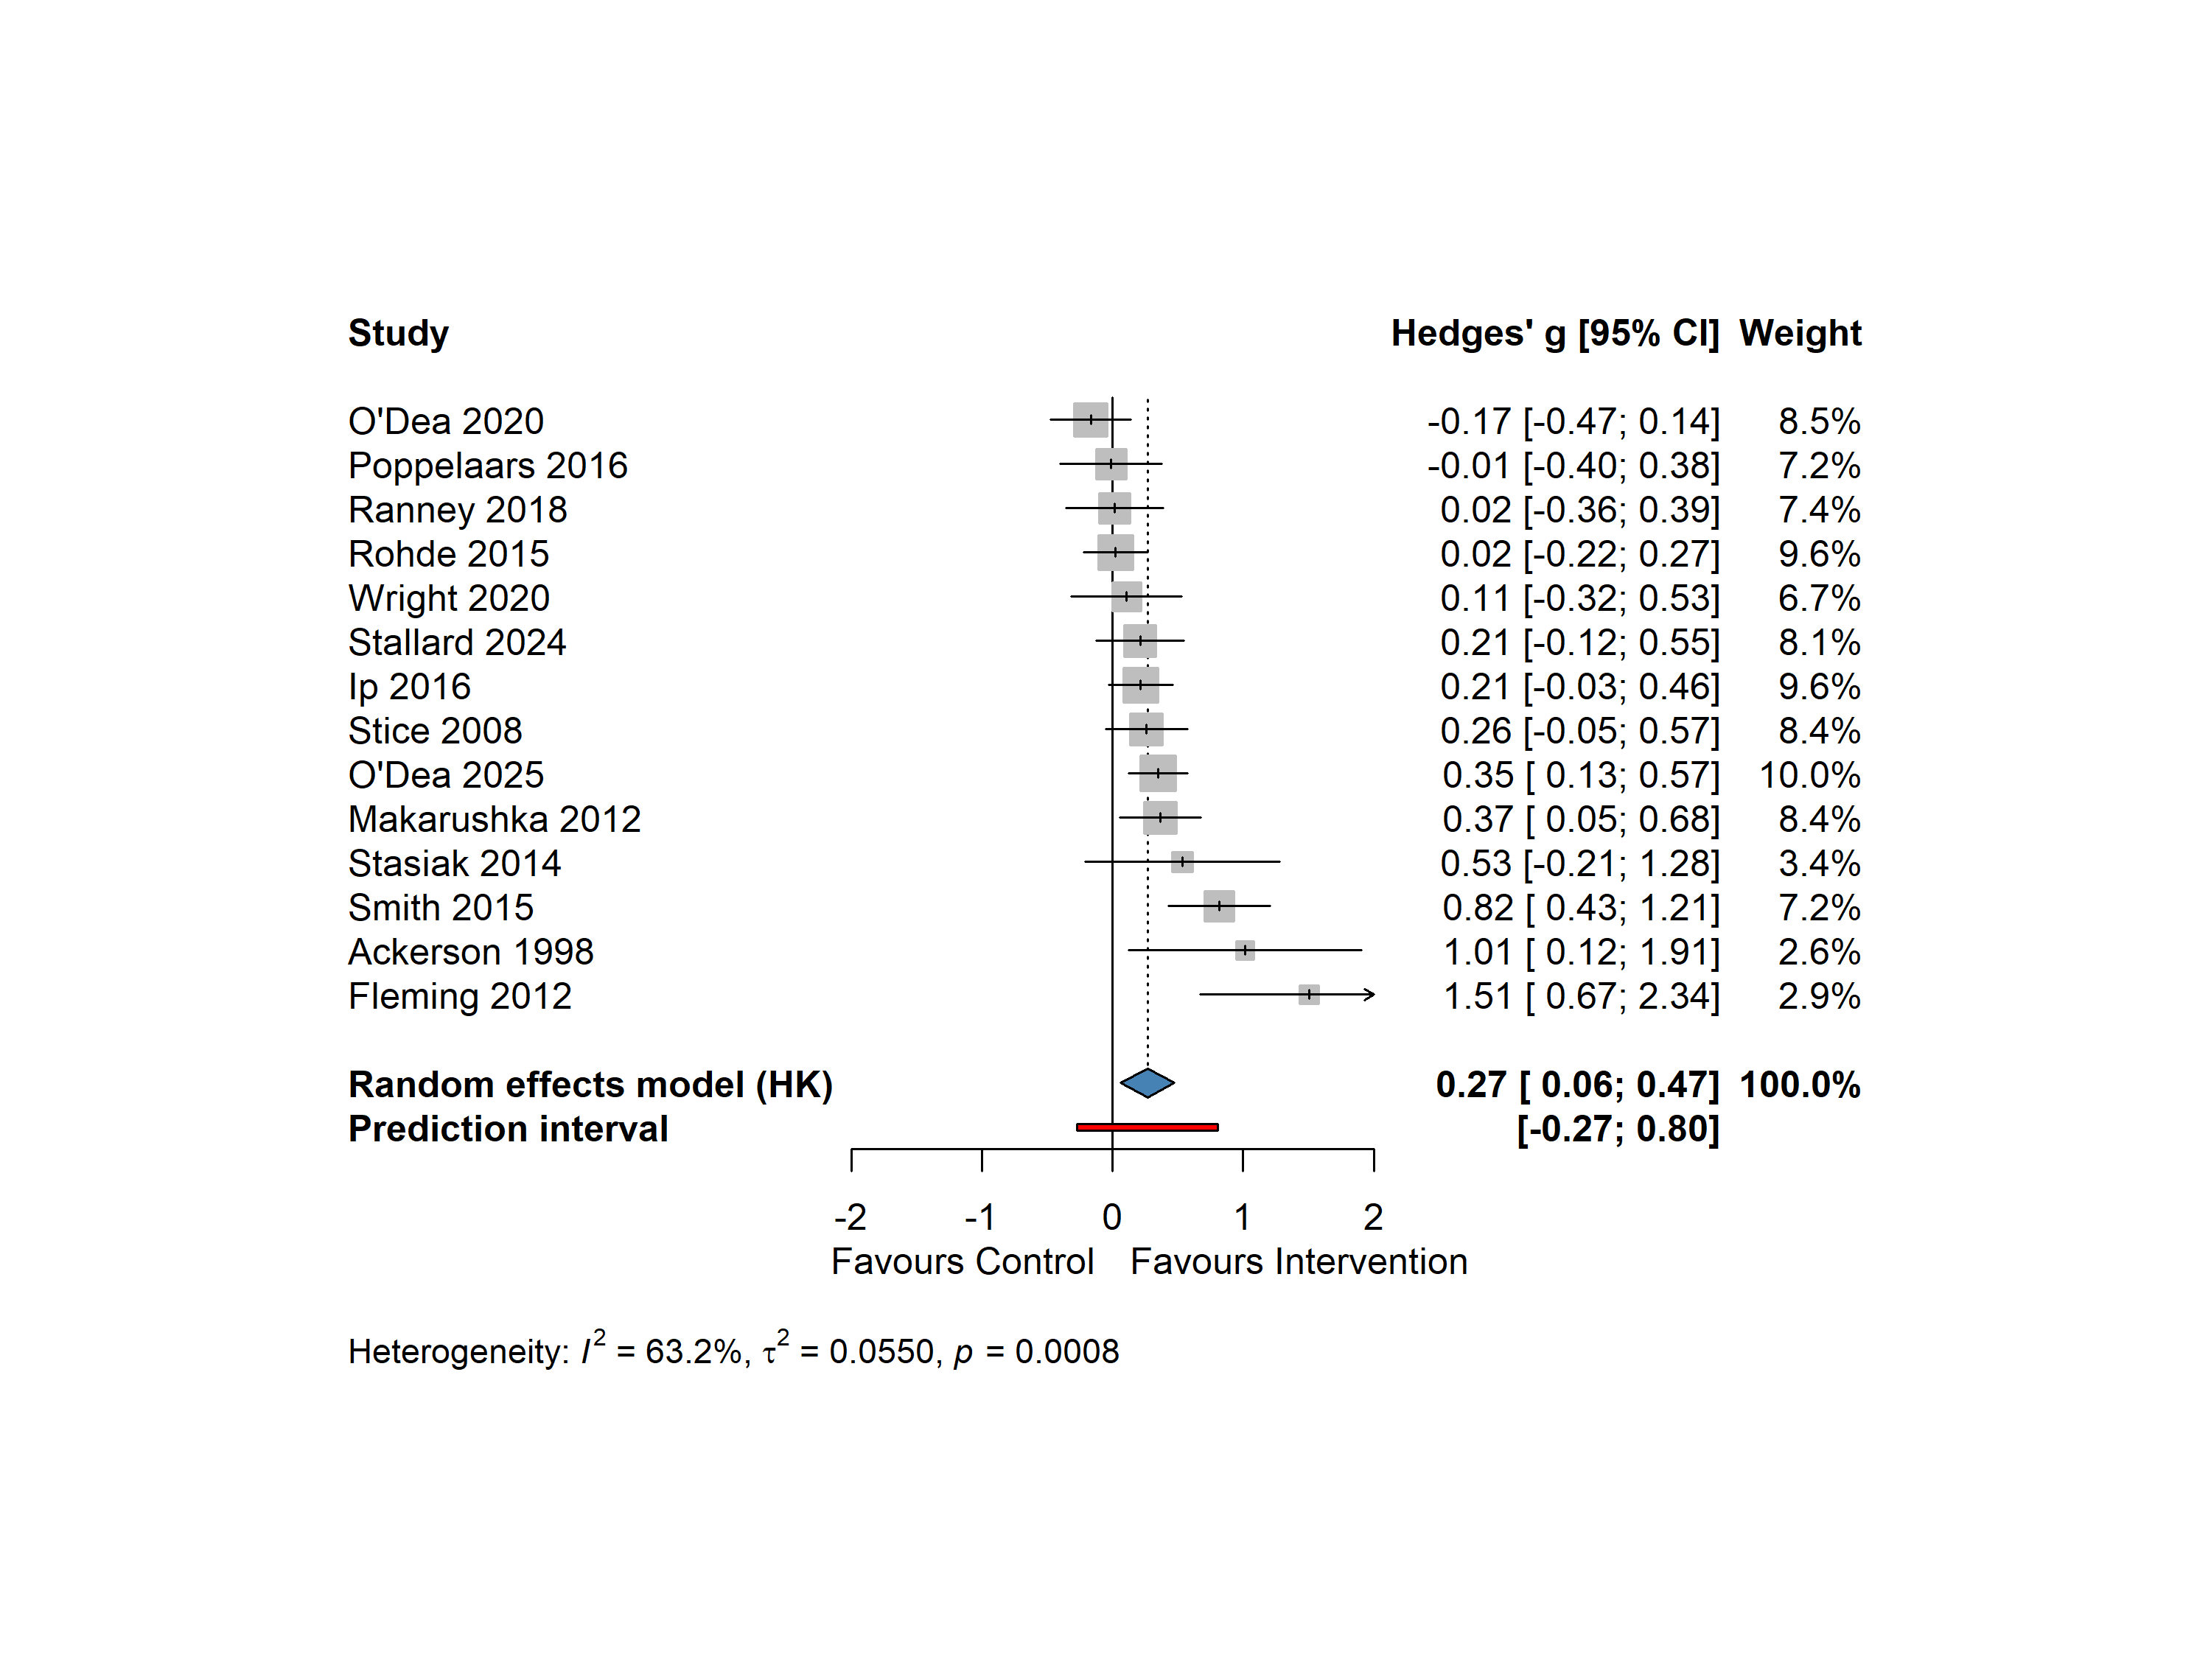 Study Hedges' g [95% CI] Weight
O'Dea 2020 -0.17 [-0.47; 0.14] 8.5%
Poppelaars 2016 -0.01 [-0.40; 0.38] 7.2%
Ranney 2018 0.02 [-0.36; 0.39] 7.4%
Rohde 2015 0.02 [-0.22; 0.27] 9.6%
Wright 2020 0.11 [-0.32; 0.53] 6.7%
Stallard 2024 0.21 [-0.12; 0.55] 8.1%
Ip 2016 0.21 [-0.03; 0.46] 9.6%
Stice 2008 0.26 [-0.05; 0.57] 8.4%
O'Dea 2025 0.35 [ 0.13; 0.57] 10.0%
Makarushka 2012 0.37 [ 0.05; 0.68] 8.4%
Stasiak 2014 0.53 [-0.21; 1.28] 3.4%
Smith 2015 0.82 [ 0.43; 1.21] 7.2%
Ackerson 1998 1.01 [ 0.12; 1.91] 2.6%
Fleming 2012 1.51 [ 0.67; 2.34] 2.9%
Random effects model (HK) 0.27 [ 0.06; 0.47] 100.0%
Prediction interval [-0.27; 0.80]
-2 -1 0 1 2
Favours Control Favours Intervention
Heterogeneity: I² = 63.2%, τ² = 0.0550, p = 0.0008